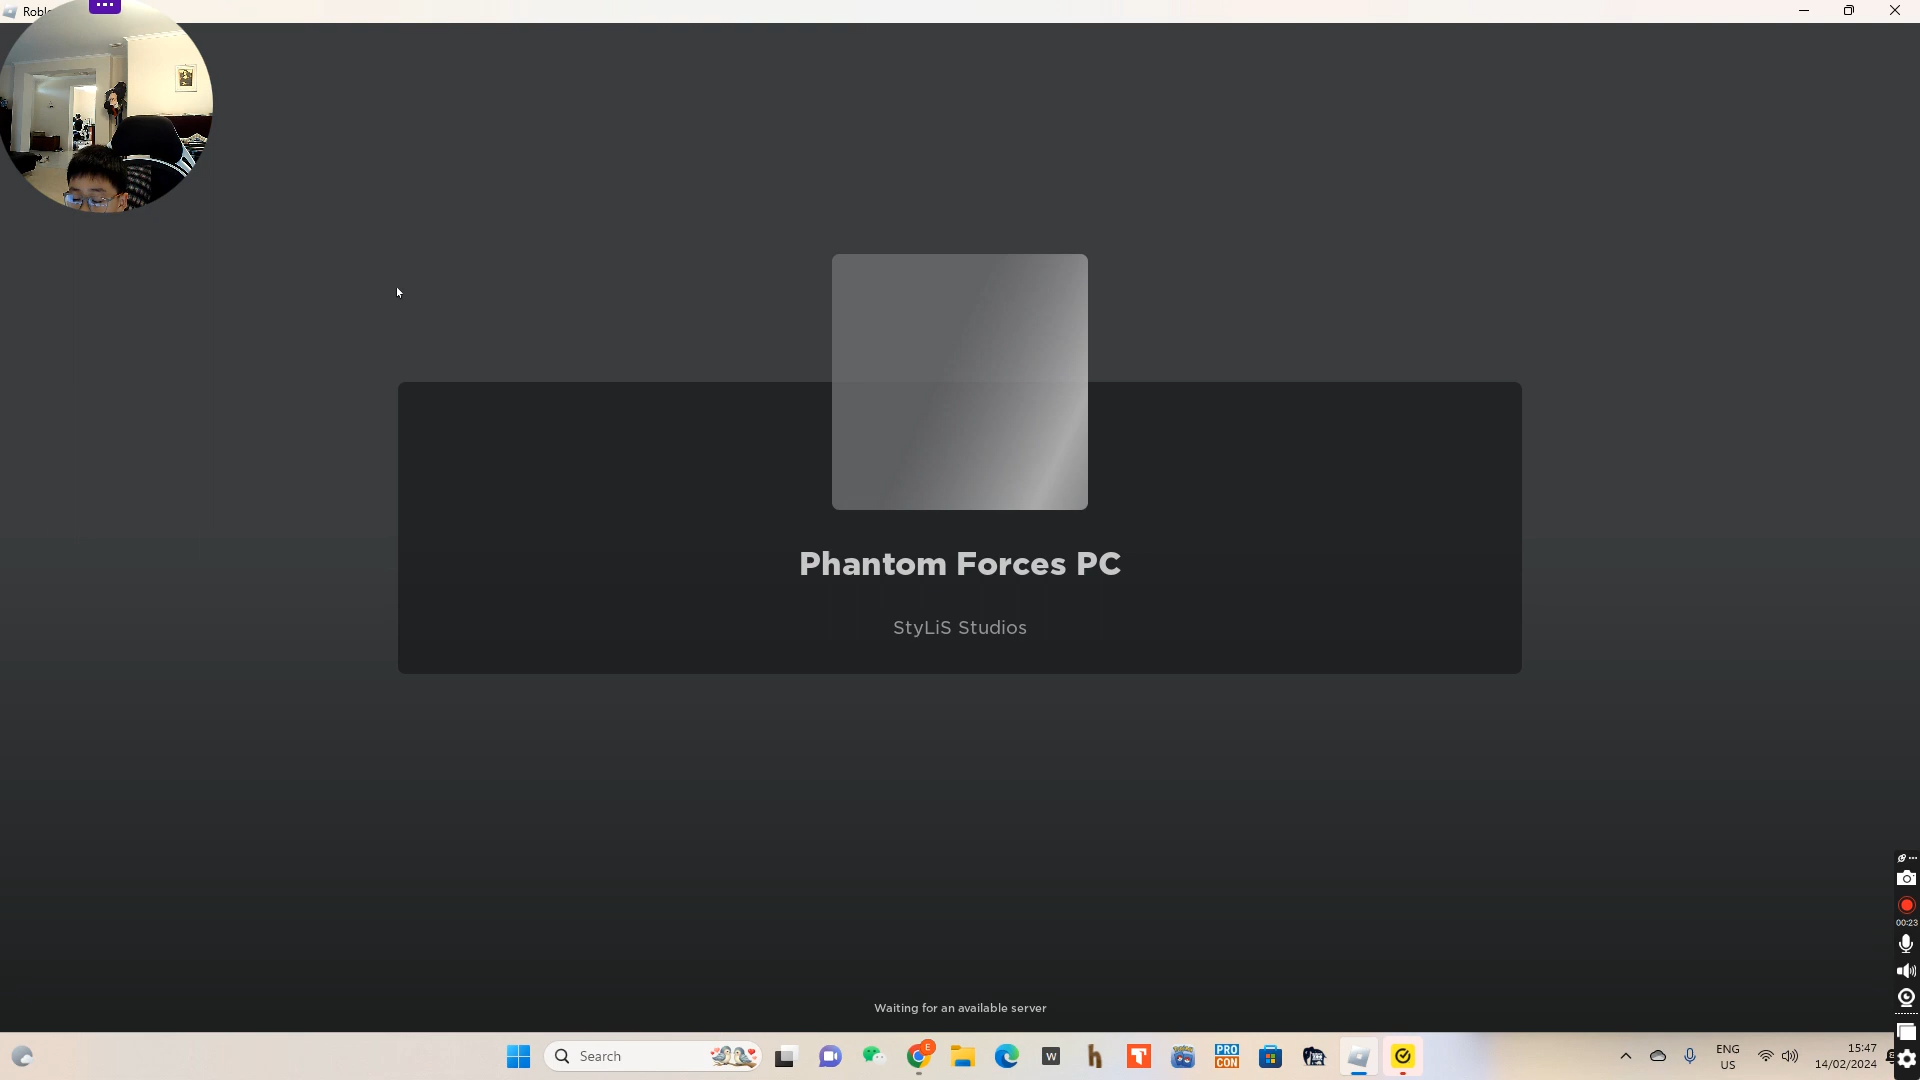 Roblo
Phantom Forces PC
StyLiS Studios
Waiting for an available server
00:23
Search
E
W
h
T
PRO
CON
ENG
US
15:47
14/02/2024